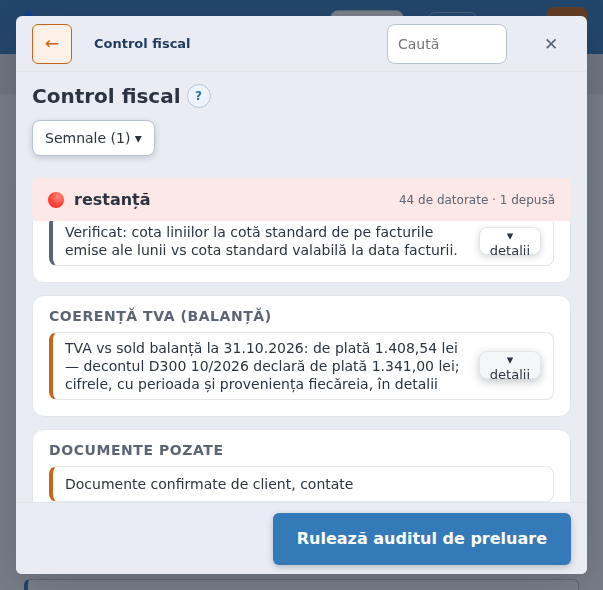 ←
Control fiscal
Caută
✕
Control fiscal ?
Semnale (1) ▾
restanță
44 de datorate · 1 depusă
Verificat: cota liniilor la cotă standard de pe facturile
emise ale lunii vs cota standard valabilă la data facturii.
▾
detalii
COERENȚĂ TVA (BALANȚĂ)
TVA vs sold balanță la 31.10.2026: de plată 1.408,54 lei
— decontul D300 10/2026 declară de plată 1.341,00 lei;
cifrele, cu perioada și proveniența fiecăreia, în detalii
▾
detalii
DOCUMENTE POZATE
Documente confirmate de client, contate
Rulează auditul de preluare